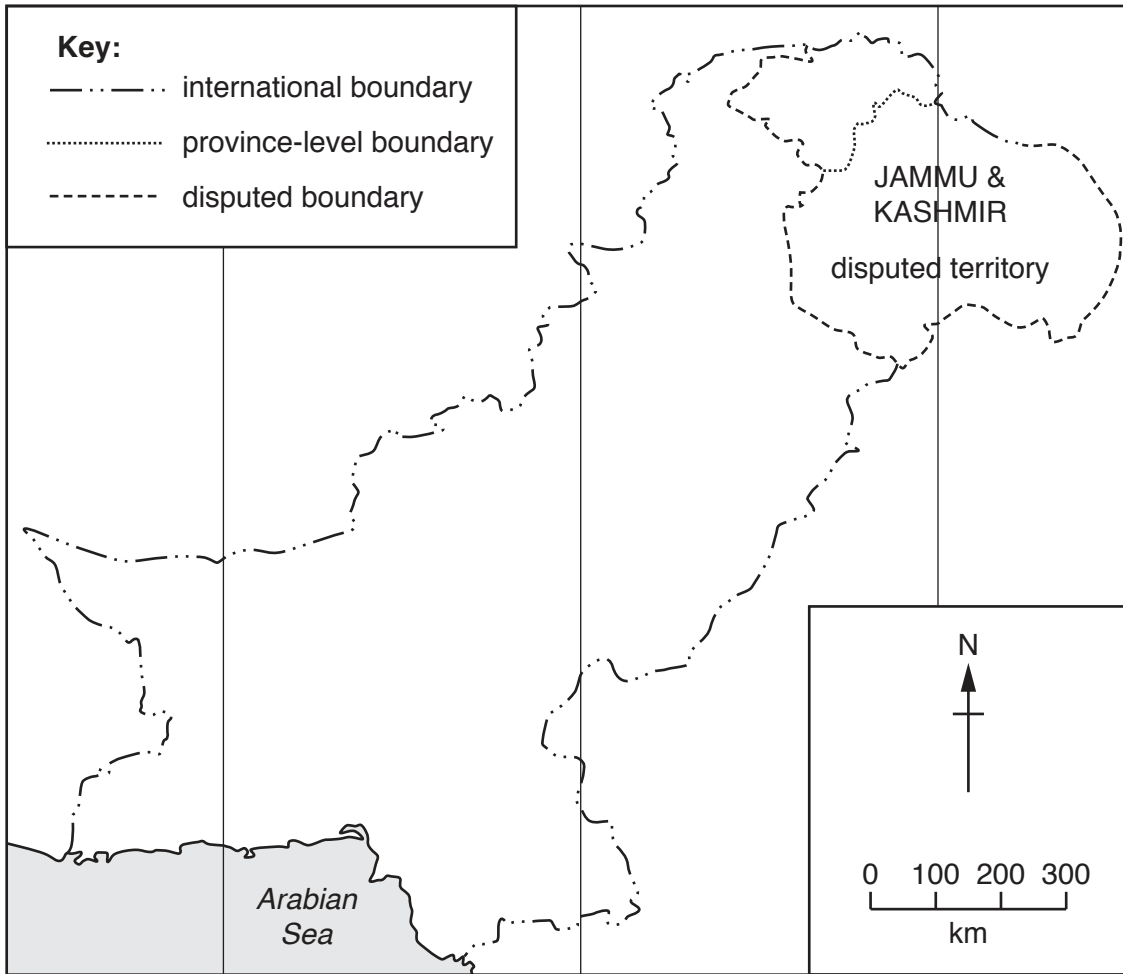 Key:
international boundary
province-level boundary
disputed boundary
JAMMU &
KASHMIR
disputed territory
N
0 100 200 300
km
Arabian
Sea